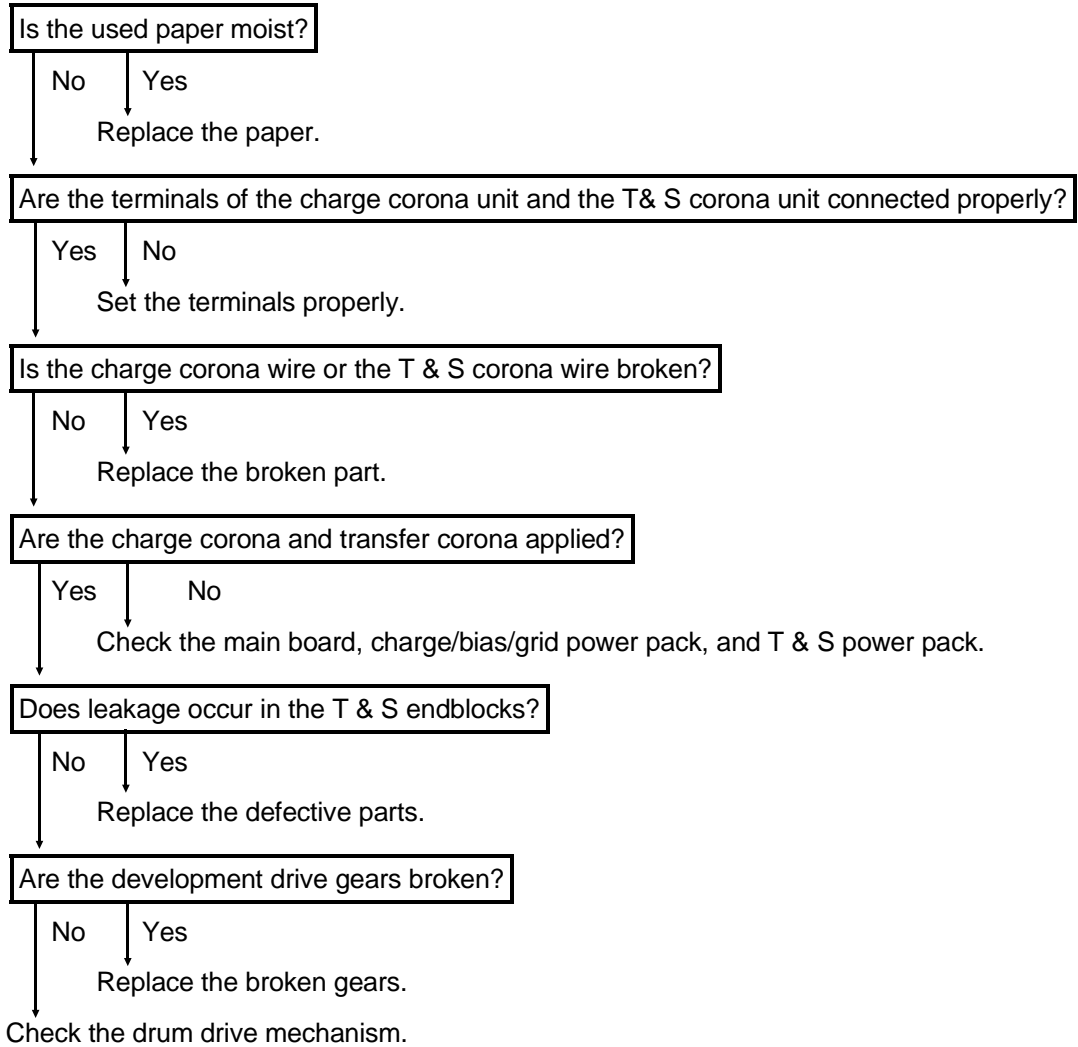 Is the used paper moist?
No Yes
Replace the paper.
Are the terminals of the charge corona unit and the T& S corona unit connected properly?
Yes No
Set the terminals properly.
Is the charge corona wire or the T & S corona wire broken?
No Yes
Replace the broken part.
Are the charge corona and transfer corona applied?
Yes No
Check the main board, charge/bias/grid power pack, and T & S power pack.
Does leakage occur in the T & S endblocks?
No Yes
Replace the defective parts.
Are the development drive gears broken?
No Yes
Replace the broken gears.
Check the drum drive mechanism.